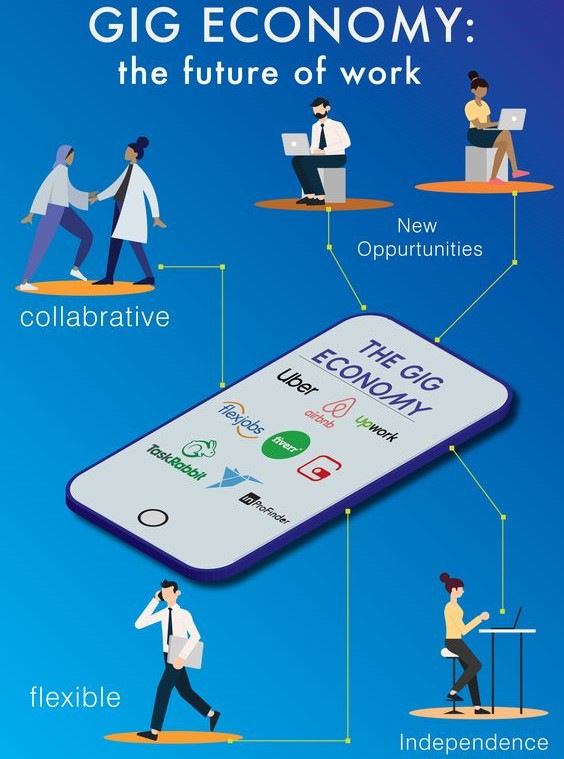 GIG ECONOMY:
the future of work
New
Oppurtunities
collabrative
THE GIG
ECONOMY
Uber
airbnb
upwork
flexjobs
fiverr
TaskRabbit
in ProFinder
flexible
Independence